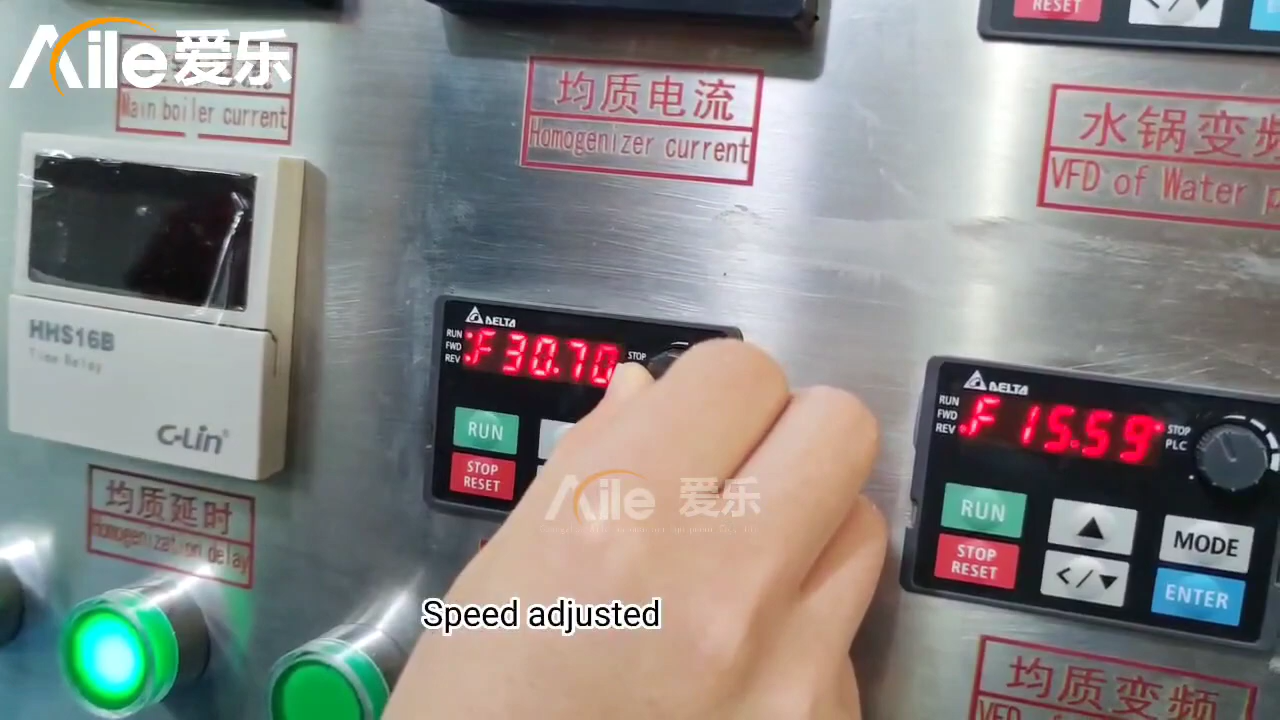 Aile 爱乐
Main boiler current
均质电流
Homogenizer current
RESET
水锅变频
VFD of Water
HHS16B
Time Relay
C-Lin
均质延时
Homogenization delay
DELTA
RUN
FWD
REV
F30.70
STOP
RUN
STOP
RESET
DELTA
RUN
FWD
REV
F 15.59
STOP
PLC
RUN
MODE
STOP
RESET
ENTER
Aile 爱乐
Speed adjusted
均质变频
VFD